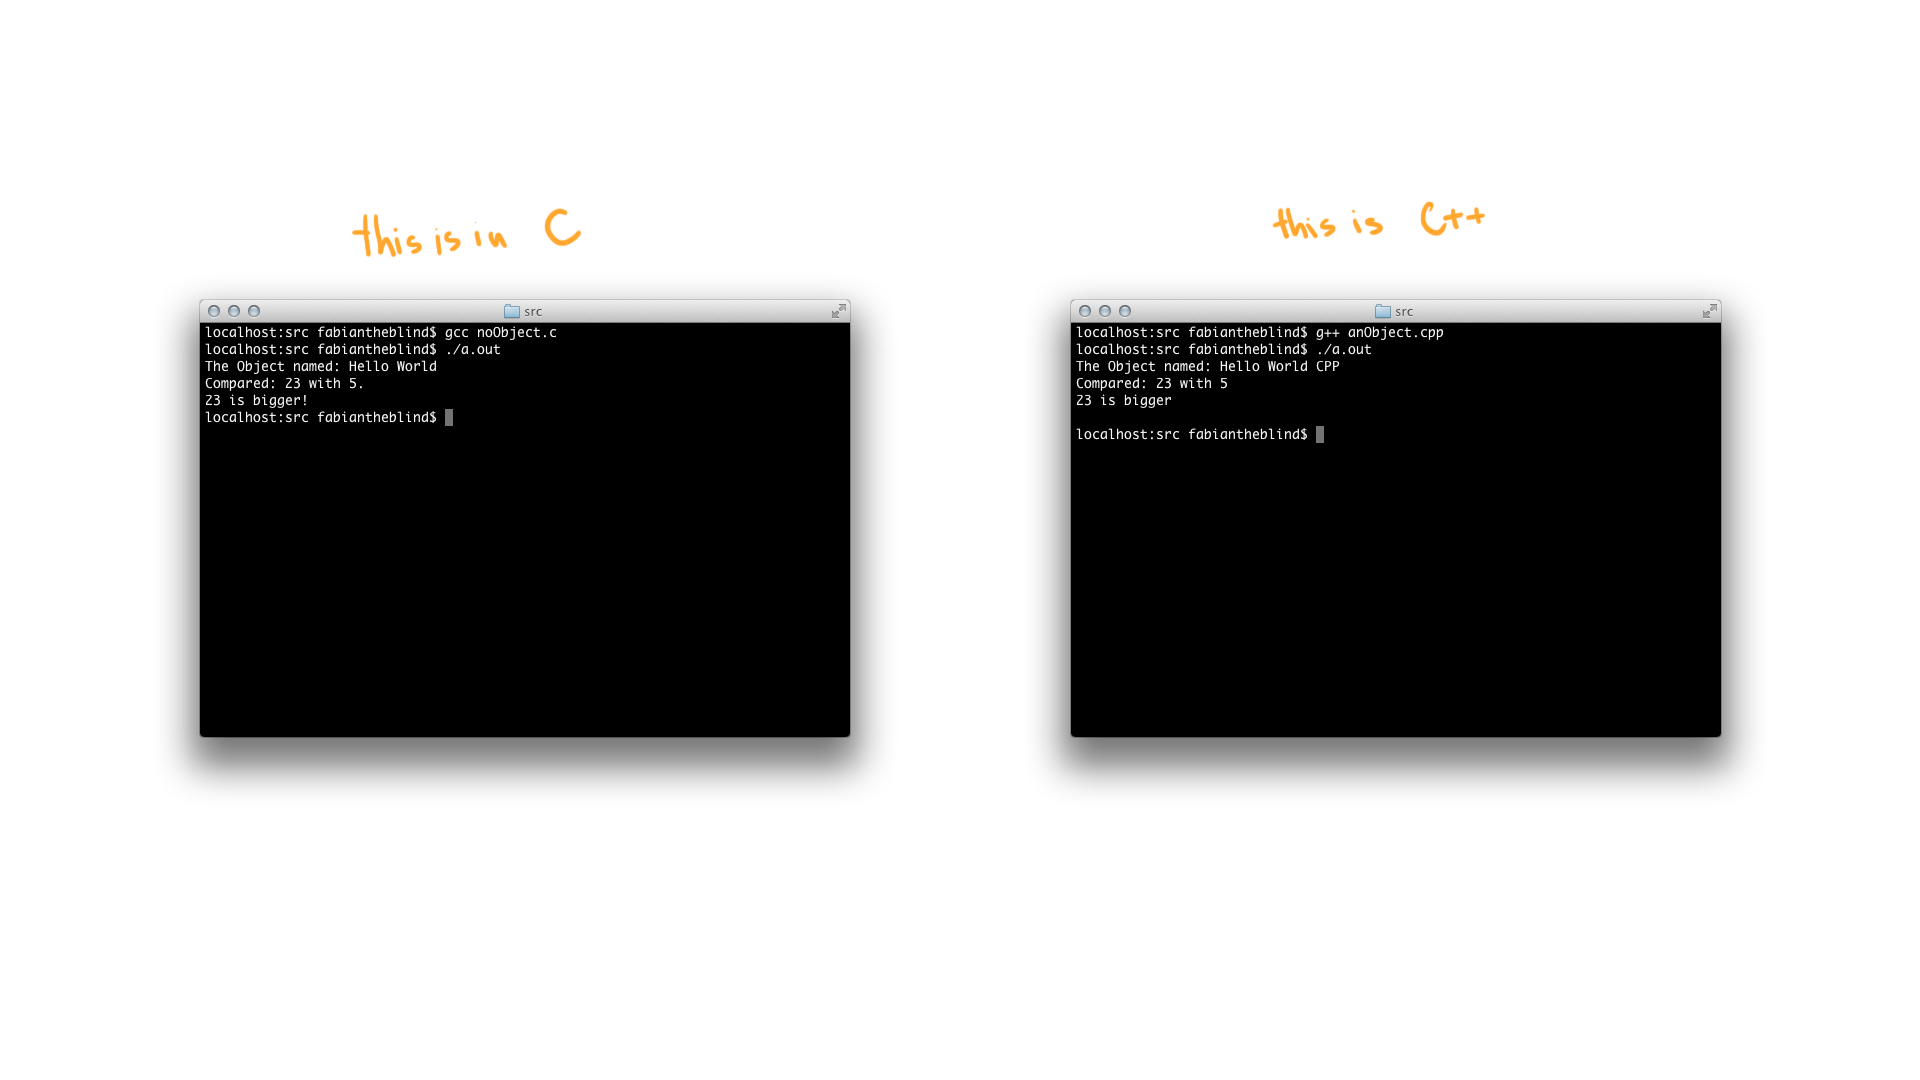 this is in C
src
localhost:src fabiantheblind$ gcc noObject.c
localhost:src fabiantheblind$ ./a.out
The Object named: Hello World
Compared: 23 with 5.
23 is bigger!
localhost:src fabiantheblind$
this is C++
src
localhost:src fabiantheblind$ g++ anObject.cpp
localhost:src fabiantheblind$ ./a.out
The Object named: Hello World CPP
Compared: 23 with 5
23 is bigger
localhost:src fabiantheblind$